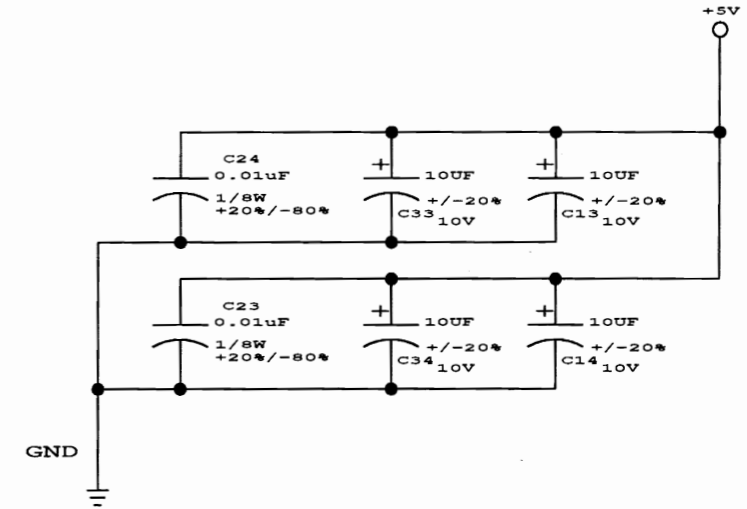 +5V
C24
0.01uF
1/8W
+20%/-80%
+
10UF
+/-20%
C33
10V
+
10UF
+/-20%
C13
10V
C23
0.01uF
1/8W
+20%/-80%
+
10UF
+/-20%
C34
10V
+
10UF
+/-20%
C14
10V
GND